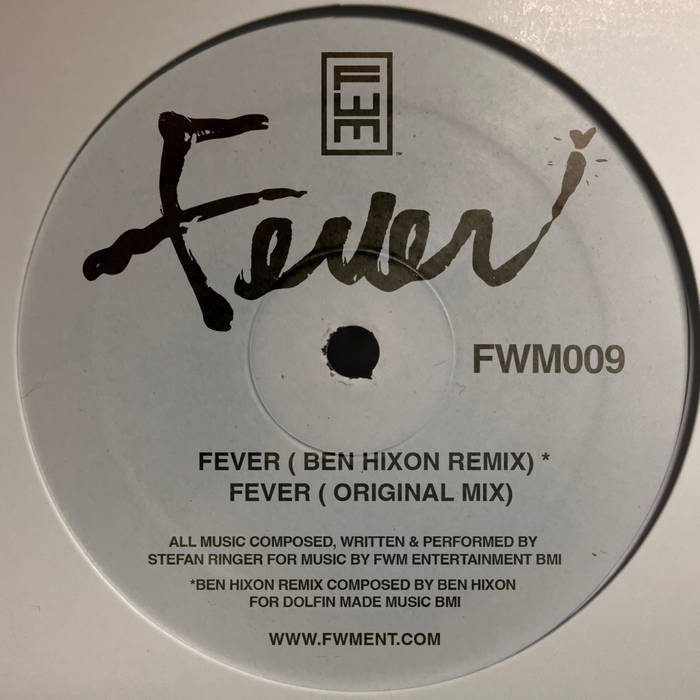 FWE
™
Fever
FWM009
FEVER ( BEN HIXON REMIX) *
FEVER ( ORIGINAL MIX)
ALL MUSIC COMPOSED, WRITTEN & PERFORMED BY
STEFAN RINGER FOR MUSIC BY FWM ENTERTAINMENT BMI
*BEN HIXON REMIX COMPOSED BY BEN HIXON
FOR DOLFIN MADE MUSIC BMI
WWW.FWMENT.COM